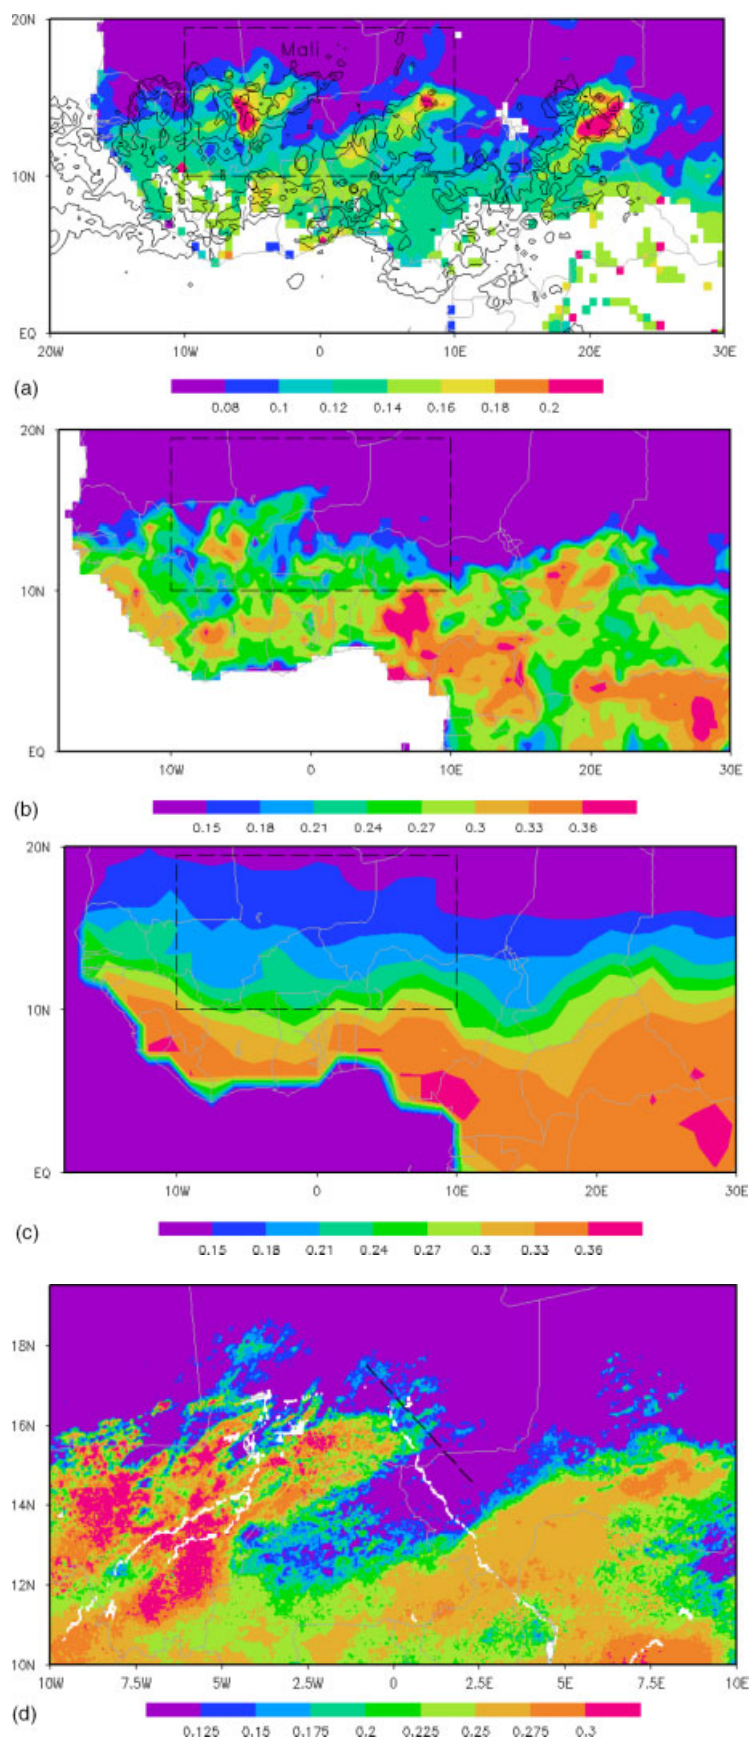 20N
Mali
10N
EQ
20W 10W 0 10E 20E 30E
(a)
0.08 0.1 0.12 0.14 0.16 0.18 0.2
20N
10N
EQ
10W 0 10E 20E 30E
(b)
0.15 0.18 0.21 0.24 0.27 0.3 0.33 0.36
20N
10N
EQ
10W 0 10E 20E 30E
(c)
0.15 0.18 0.21 0.24 0.27 0.3 0.33 0.36
18N
16N
14N
12N
10N
10W 7.5W 5W 2.5W 0 2.5E 5E 7.5E 10E
(d)
0.125 0.15 0.175 0.2 0.225 0.25 0.275 0.3